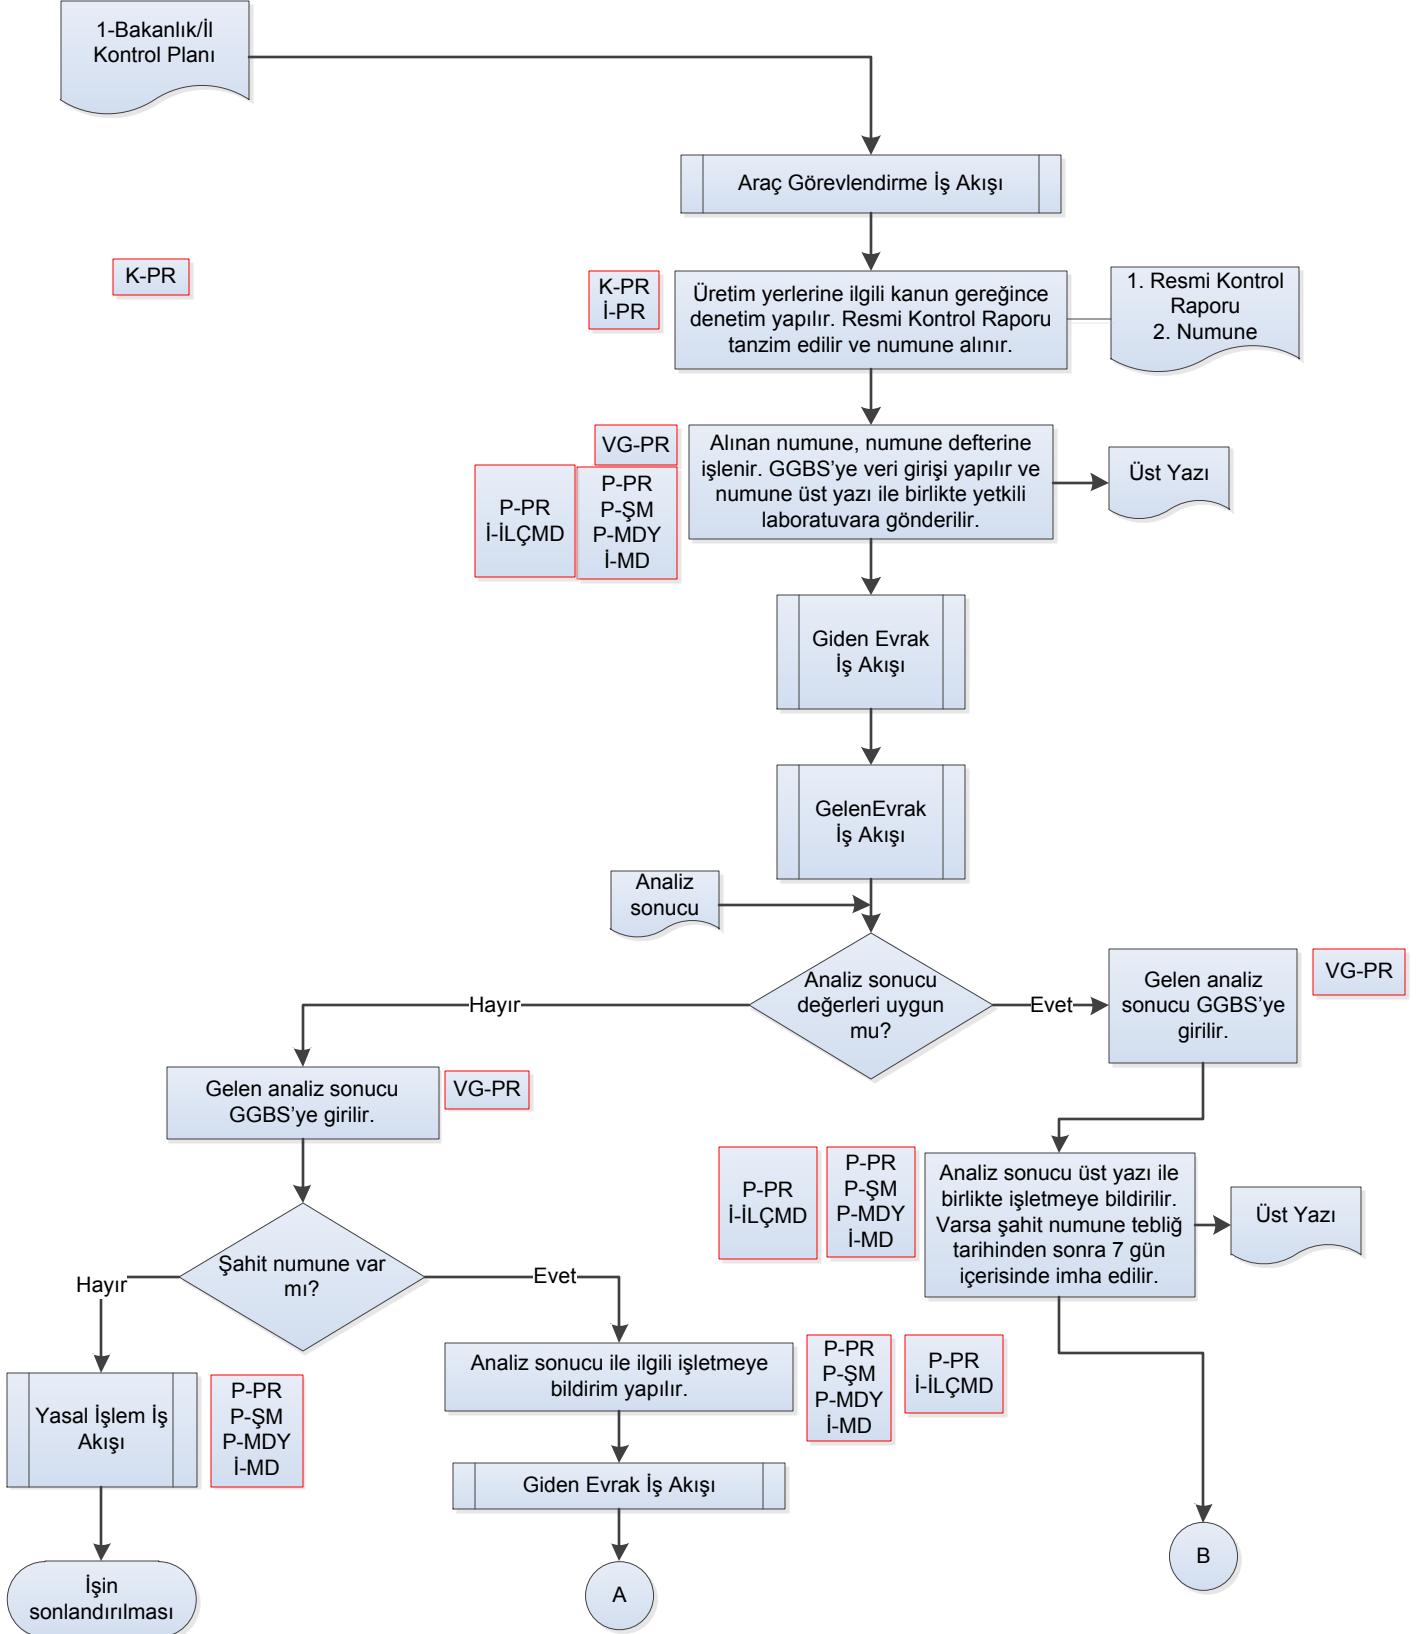 1-Bakanlık/İl
Kontrol Planı
Araç Görevlendirme İş Akışı
K-PR
K-PR
İ-PR
Üretim yerlerine ilgili kanun gereğince
denetim yapılır. Resmi Kontrol Raporu
tanzim edilir ve numune alınır.
1. Resmi Kontrol
Raporu
2. Numune
VG-PR
P-PR
İ-İLÇMD
P-PR
P-ŞM
P-MDY
İ-MD
Alınan numune, numune defterine
işlenir. GGBS’ye veri girişi yapılır ve
numune üst yazı ile birlikte yetkili
laboratuvara gönderilir.
Üst Yazı
Giden Evrak
İş Akışı
GelenEvrak
İş Akışı
Analiz
sonucu
Analiz sonucu
değerleri uygun
mu?
Hayır
Evet
Gelen analiz
sonucu GGBS’ye
girilir.
VG-PR
Gelen analiz sonucu
GGBS’ye girilir.
VG-PR
P-PR
İ-İLÇMD
P-PR
P-ŞM
P-MDY
İ-MD
Analiz sonucu üst yazı ile
birlikte işletmeye bildirilir.
Varsa şahit numune tebliğ
tarihinden sonra 7 gün
içerisinde imha edilir.
Üst Yazı
Şahit numune var
mı?
Hayır
Evet
Analiz sonucu ile ilgili işletmeye
bildirim yapılır.
P-PR
P-ŞM
P-MDY
İ-MD
P-PR
İ-İLÇMD
Yasal İşlem İş
Akışı
P-PR
P-ŞM
P-MDY
İ-MD
Giden Evrak İş Akışı
B
İşin
sonlandırılması
A